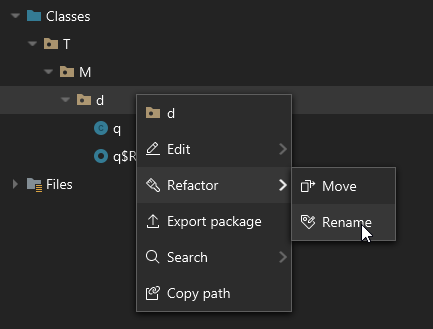 Classes
T
M
d
q
q$R
Files
d
Edit
Refactor
Export package
Search
Copy path
Move
Rename